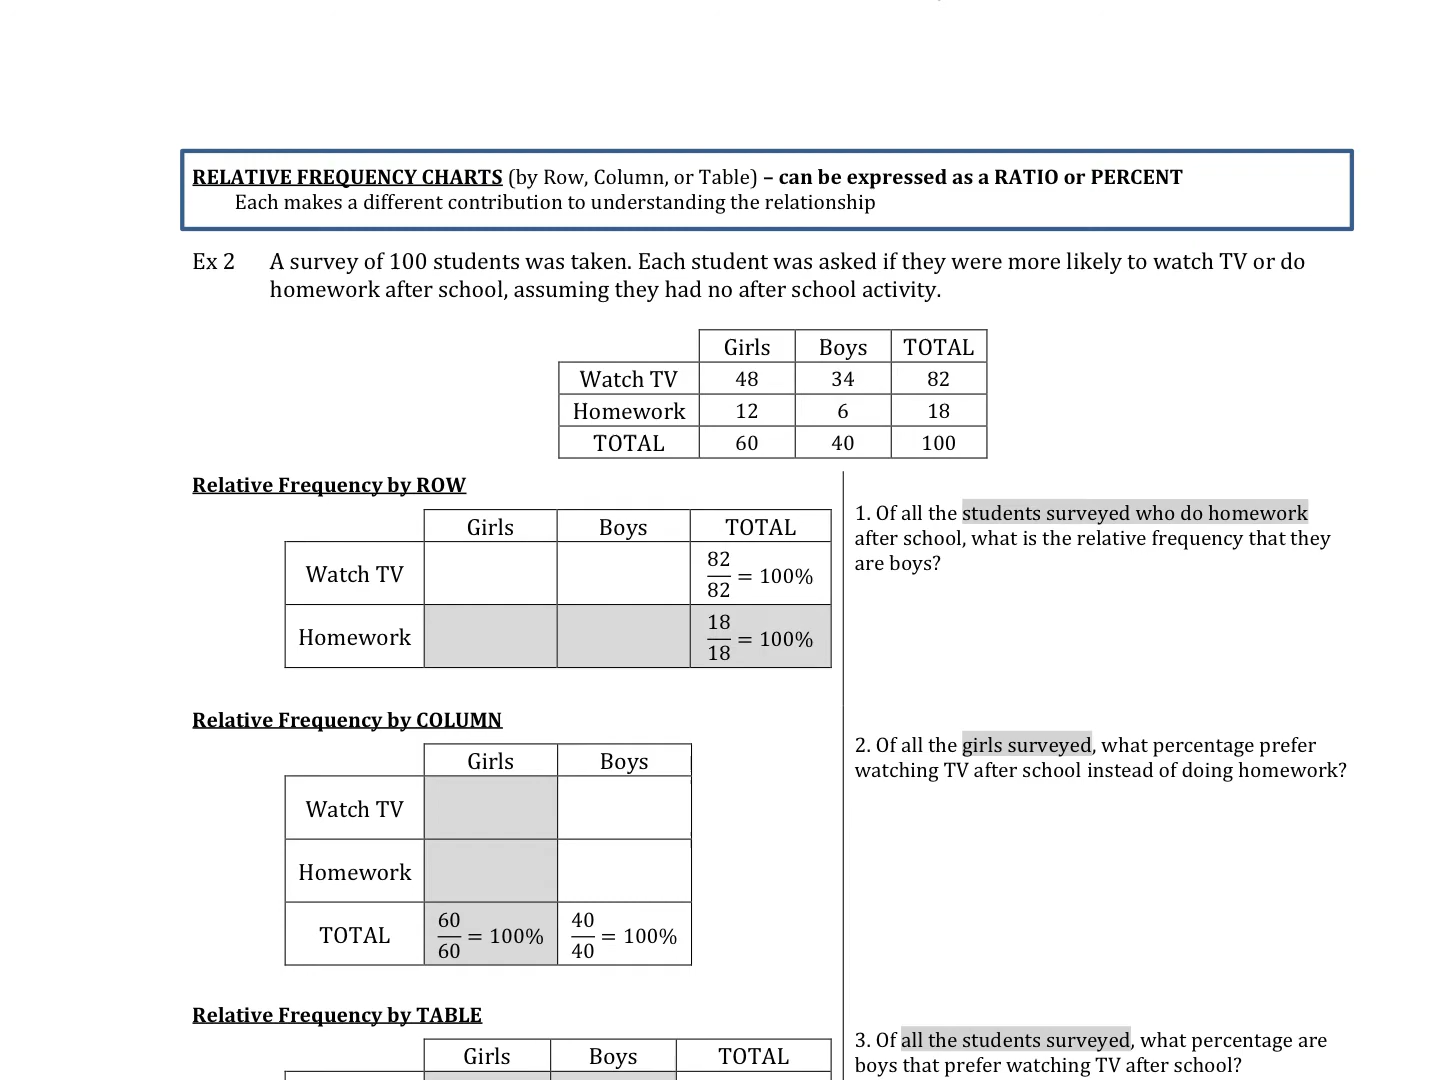 RELATIVE FREQUENCY CHARTS (by Row, Column, or Table) – can be expressed as a RATIO or PERCENT
Each makes a different contribution to understanding the relationship
Ex 2 A survey of 100 students was taken. Each student was asked if they were more likely to watch TV or do
homework after school, assuming they had no after school activity.
Girls Boys TOTAL
Watch TV 48 34 82
Homework 12 6 18
TOTAL 60 40 100
Relative Frequency by ROW
Girls Boys TOTAL
Watch TV 82/82 = 100%
Homework 18/18 = 100%
1. Of all the students surveyed who do homework
after school, what is the relative frequency that they
are boys?
Relative Frequency by COLUMN
Girls Boys
Watch TV
Homework
TOTAL 60/60 = 100% 40/40 = 100%
2. Of all the girls surveyed, what percentage prefer
watching TV after school instead of doing homework?
Relative Frequency by TABLE
Girls Boys TOTAL
3. Of all the students surveyed, what percentage are
boys that prefer watching TV after school?